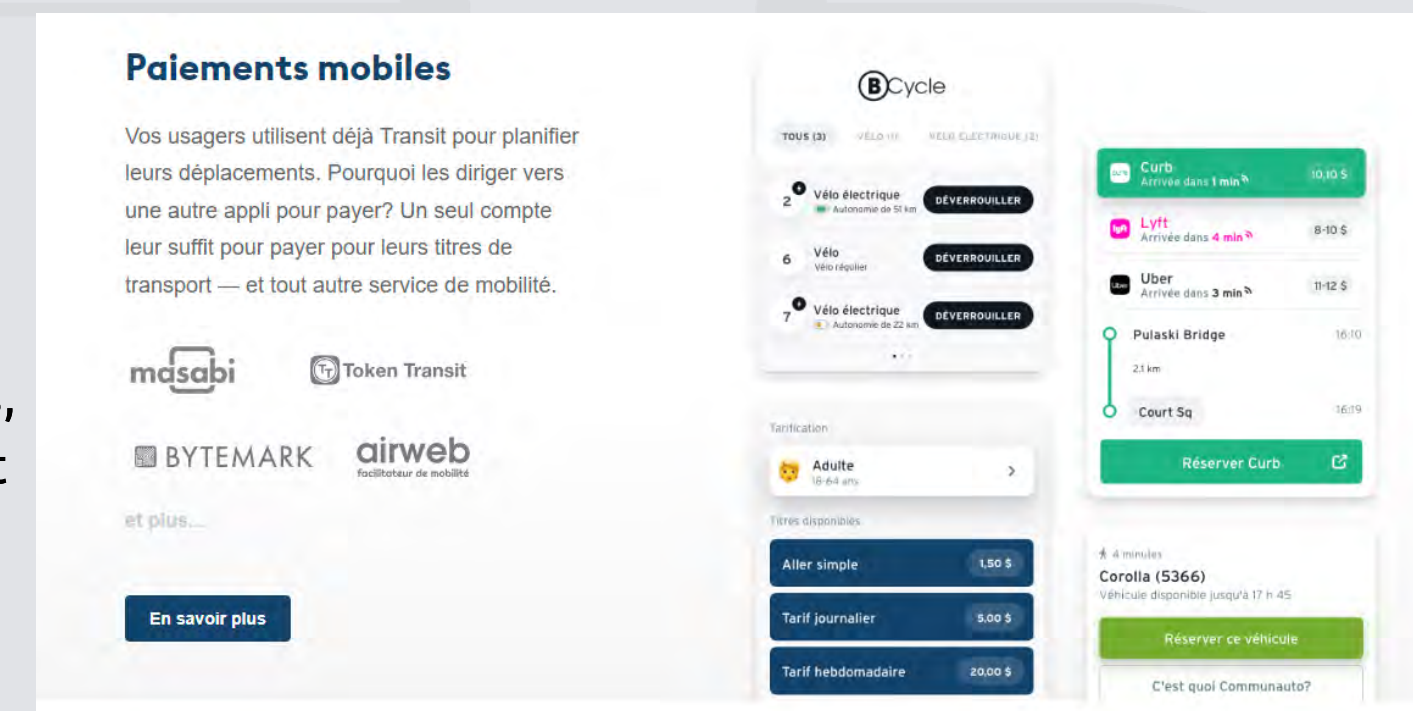 Paiements mobiles
Vos usagers utilisent déjà Transit pour planifier
leurs déplacements. Pourquoi les diriger vers
une autre appli pour payer? Un seul compte
leur suffit pour payer pour leurs titres de
transport — et tout autre service de mobilité.
masabi
TT Token Transit
BYTEMARK
airweb
facilitateur de mobilité
et plus...
En savoir plus
BCycle
TOUS (3) VÉLO (1) VÉLO ÉLECTRIQUE (2)
2 Vélo électrique DÉVERROUILLER
Autonomie de 51 km
6 Vélo DÉVERROUILLER
Vélo régulier
7 Vélo électrique DÉVERROUILLER
Autonomie de 22 km
Tarification
Adulte
18-64 ans
Titres disponibles
Aller simple 1,50 $
Tarif journalier 5,00 $
Tarif hebdomadaire 20,00 $
Curb 10,10 $
Arrivée dans 1 min
Lyft 8-10 $
Arrivée dans 4 min
Uber 11-12 $
Arrivée dans 3 min
Pulaski Bridge 16:10
2.1 km
Court Sq 16:19
Réserver Curb
4 minutes
Corolla (5366)
Véhicule disponible jusqu'à 17 h 45
Réserver ce véhicule
C'est quoi Communauto?